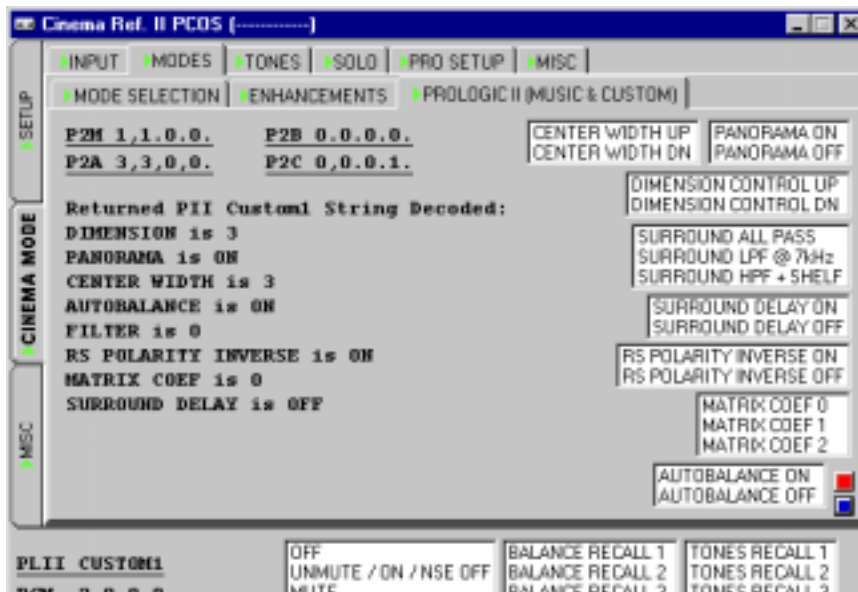 Cinema Ref. II PCOS (------------)
INPUT MODES TONES SOLO PRO SETUP MISC
MODE SELECTION ENHANCEMENTS PROLOGIC II (MUSIC & CUSTOM)
SETUP
CINEMA MODE
MISC
P2M 1,1.0.0. P2B 0.0.0.0.
P2A 3,3,0,0. P2C 0,0.0.1.
Returned PII Custom1 String Decoded:
DIMENSION is 3
PANORAMA is ON
CENTER WIDTH is 3
AUTOBALANCE is ON
FILTER is 0
RS POLARITY INVERSE is ON
MATRIX COEF is 0
SURROUND DELAY is OFF
CENTER WIDTH UP
CENTER WIDTH DN
PANORAMA ON
PANORAMA OFF
DIMENSION CONTROL UP
DIMENSION CONTROL DN
SURROUND ALL PASS
SURROUND LPF @ 7kHz
SURROUND HPF + SHELF
SURROUND DELAY ON
SURROUND DELAY OFF
RS POLARITY INVERSE ON
RS POLARITY INVERSE OFF
MATRIX COEF 0
MATRIX COEF 1
MATRIX COEF 2
AUTOBALANCE ON
AUTOBALANCE OFF
PLII CUSTOM1
OFF
UNMUTE / ON / NSE OFF
MUTE
BALANCE RECALL 1
BALANCE RECALL 2
BALANCE RECALL 3
TONES RECALL 1
TONES RECALL 2
TONES RECALL 3